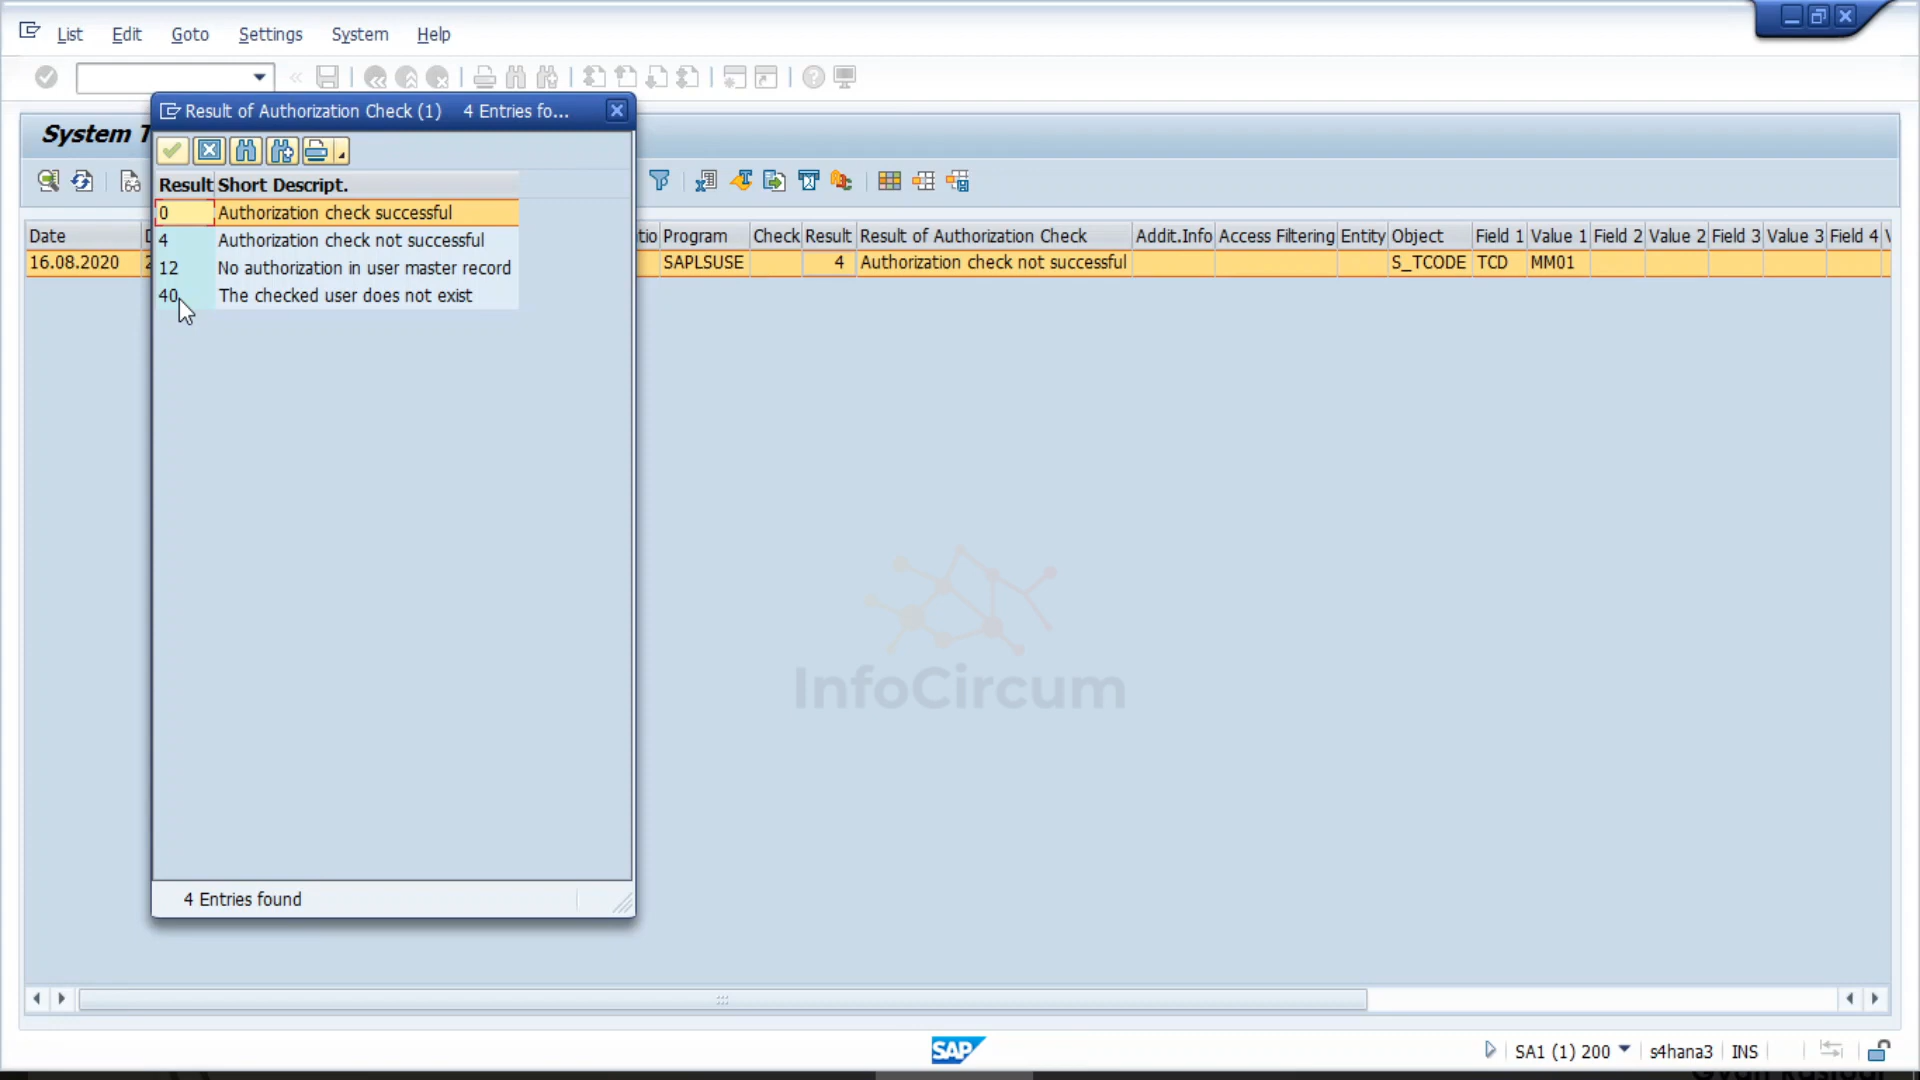 List Edit Goto Settings System Help
Result of Authorization Check (1) 4 Entries fo...
System T
Result Short Descript.
0 Authorization check successful
4 Authorization check not successful
12 No authorization in user master record
40 The checked user does not exist
Date Program Check Result Result of Authorization Check Addit.Info Access Filtering Entity Object Field 1 Value 1 Field 2 Value 2 Field 3 Value 3 Field 4
16.08.2020 SAPLSUSE 4 Authorization check not successful S_TCODE TCD MM01
InfoCircum
4 Entries found
SAP SA1 (1) 200 s4hana3 INS